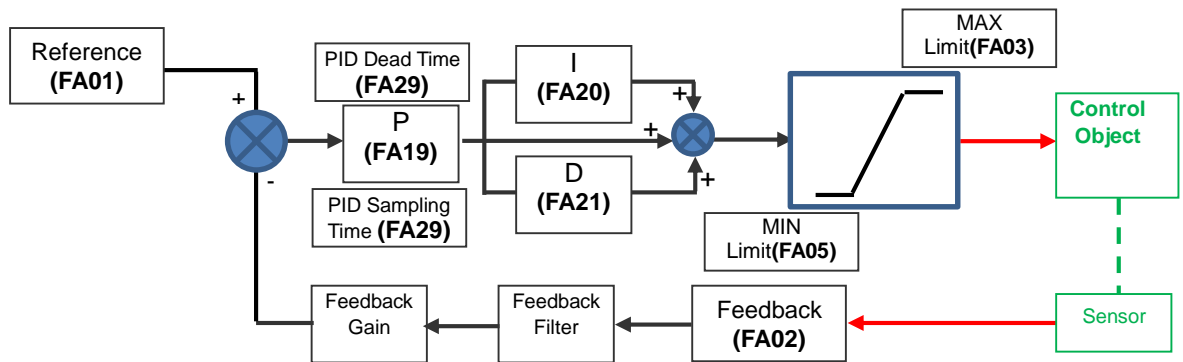 Reference
(FA01)
+
-
PID Dead Time
(FA29)
P
(FA19)
PID Sampling
Time (FA29)
I
(FA20)
D
(FA21)
+
+
+
MAX
Limit(FA03)
MIN
Limit(FA05)
Control
Object
Sensor
Feedback
(FA02)
Feedback
Filter
Feedback
Gain